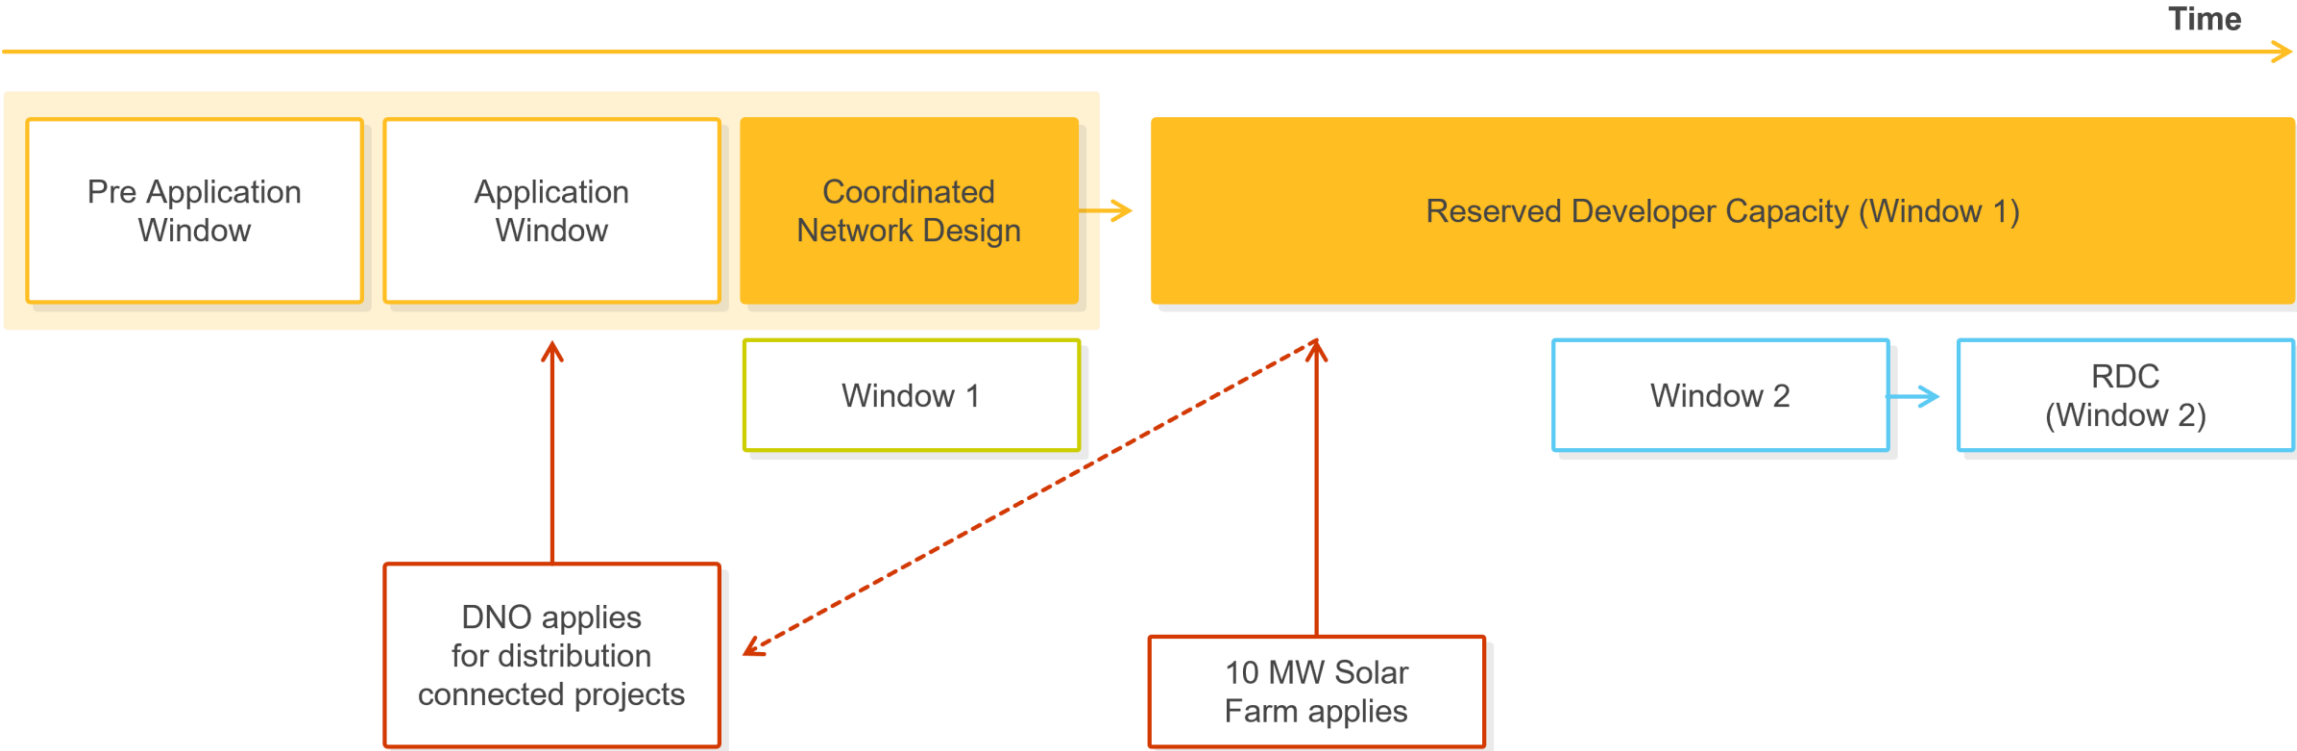 Time
Pre Application
Window
Application
Window
Coordinated
Network Design
Reserved Developer Capacity (Window 1)
Window 1
Window 2
RDC
(Window 2)
DNO applies
for distribution
connected projects
10 MW Solar
Farm applies